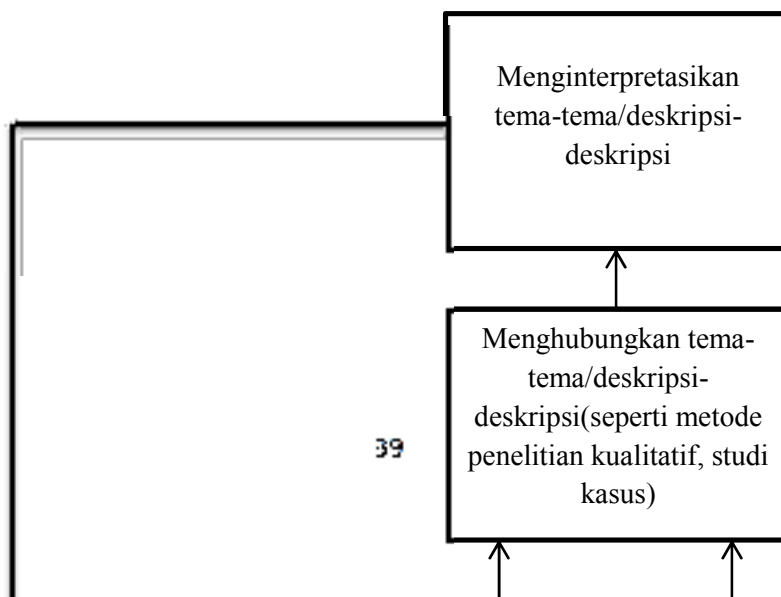 Menginterpretasikan
tema-tema/deskripsi-
deskripsi
Menghubungkan tema-
tema/deskripsi-
deskripsi(seperti metode
penelitian kualitatif, studi
kasus)
39